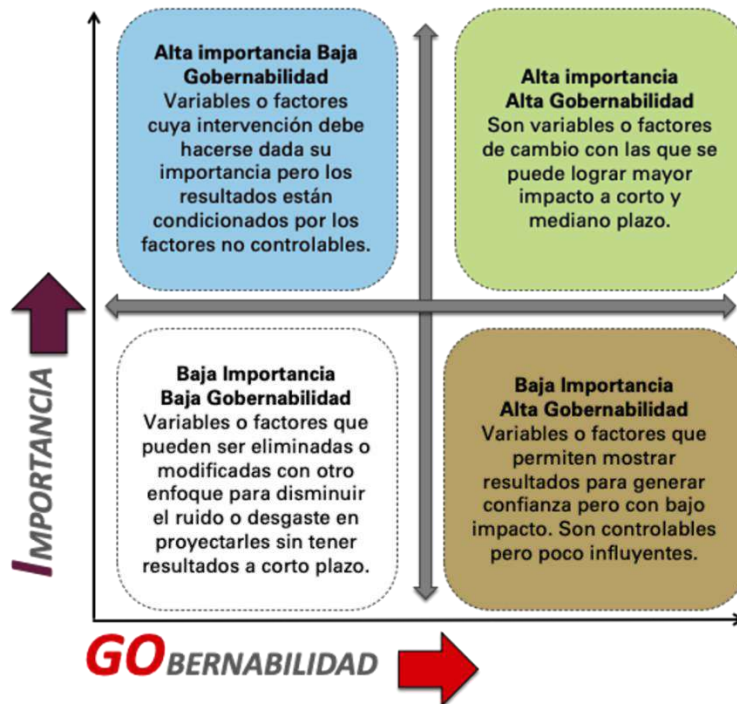 Alta importancia Baja
Gobernabilidad
Variables o factores
cuya intervención debe
hacerse dada su
importancia pero los
resultados están
condicionados por los
factores no controlables.
Alta importancia
Alta Gobernabilidad
Son variables o factores
de cambio con las que se
puede lograr mayor
impacto a corto y
mediano plazo.
Baja Importancia
Baja Gobernabilidad
Variables o factores que
pueden ser eliminadas o
modificadas con otro
enfoque para disminuir
el ruido o desgaste en
proyectarles sin tener
resultados a corto plazo.
Baja Importancia
Alta Gobernabilidad
Variables o factores que
permiten mostrar
resultados para generar
confianza pero con bajo
impacto. Son controlables
pero poco influyentes.
IMPORTANCIA
GOBERNABILIDAD